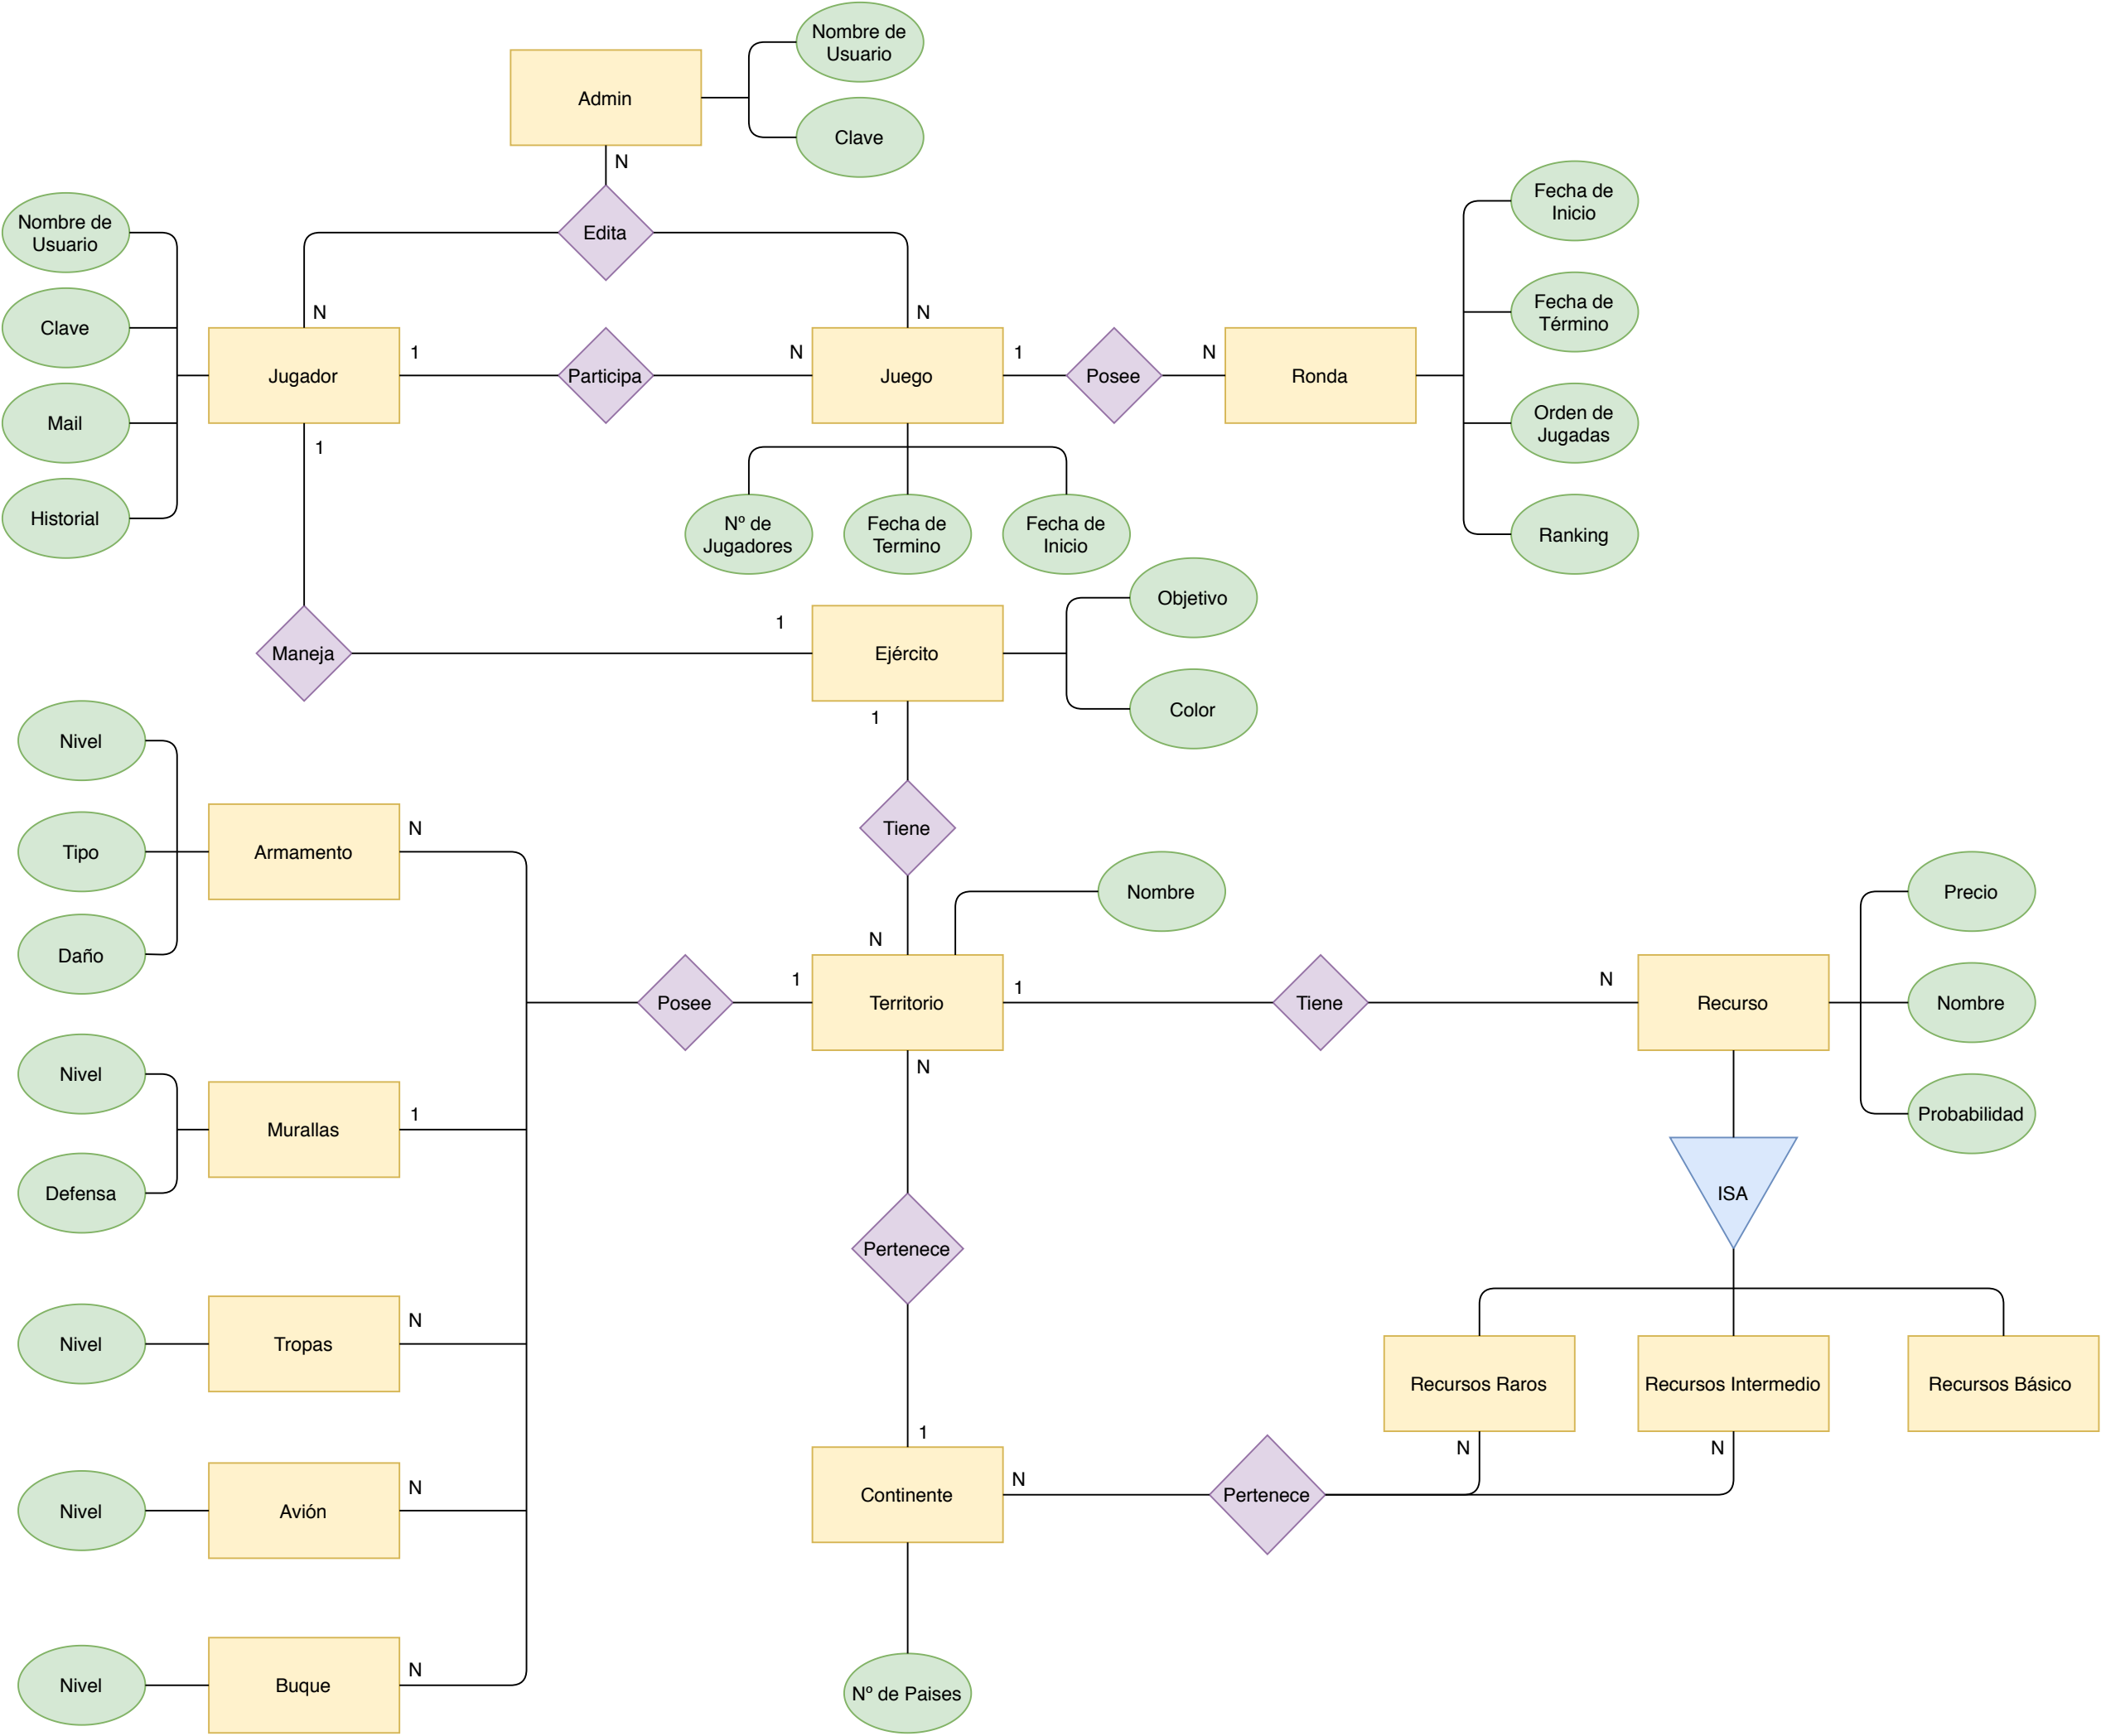 Nombre de
Usuario
Admin
Clave
N
Fecha de
Inicio
Nombre de
Usuario
Edita
Fecha de
Término
N
N
Clave
1
N
1
N
Jugador
Participa
Juego
Posee
Ronda
Orden de
Jugadas
Mail
1
Historial
Nº de
Jugadores
Fecha de
Termino
Fecha de
Inicio
Ranking
Objetivo
1
Maneja
Ejército
Color
1
Nivel
N
Tiene
Armamento
Tipo
Nombre
Precio
N
Daño
1
1
N
Posee
Territorio
Tiene
Recurso
Nombre
N
Nivel
1
Murallas
Probabilidad
Defensa
ISA
Pertenece
N
Nivel
Tropas
Recursos Raros
Recursos Intermedio
Recursos Básico
1
N
N
N
N
Continente
Pertenece
Nivel
Avión
N
Nivel
Buque
Nº de Paises